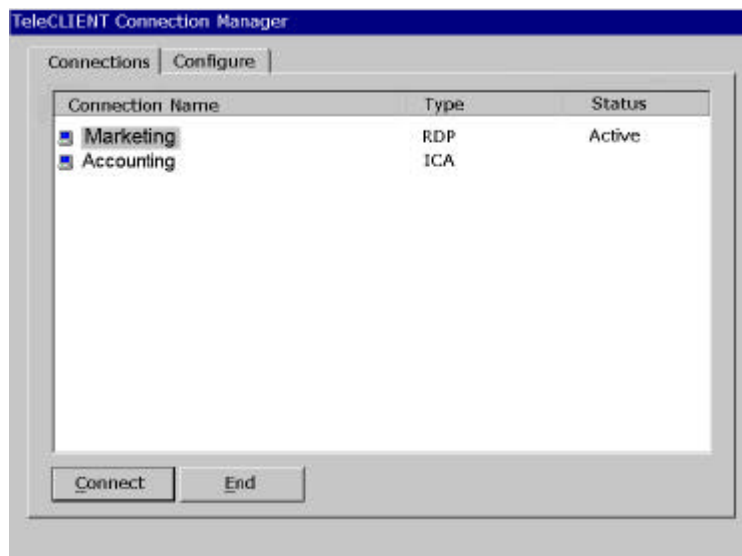 TeleCLIENT Connection Manager
Connections Configure
Connection Name Type Status
Marketing RDP Active
Accounting ICA
Connect End